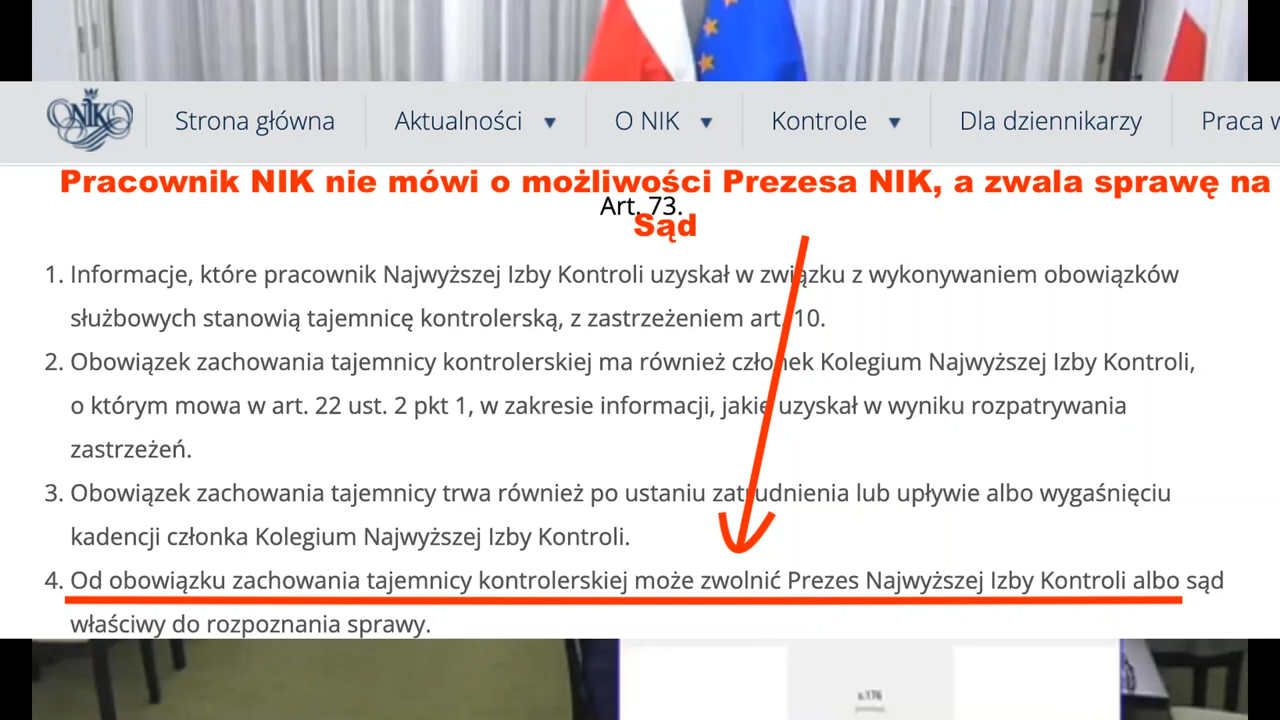 NIK
Strona główna
Aktualności
O NIK
Kontrole
Dla dziennikarzy
Praca w
Pracownik NIK nie mówi o możliwości Prezesa NIK, a zwala sprawę na
Art. 73.
Sąd
1. Informacje, które pracownik Najwyższej Izby Kontroli uzyskał w związku z wykonywaniem obowiązków
służbowych stanowią tajemnicę kontrolerską, z zastrzeżeniem art. 10.
2. Obowiązek zachowania tajemnicy kontrolerskiej ma również członek Kolegium Najwyższej Izby Kontroli,
o którym mowa w art. 22 ust. 2 pkt 1, w zakresie informacji, jakie uzyskał w wyniku rozpatrywania
zastrzeżeń.
3. Obowiązek zachowania tajemnicy trwa również po ustaniu zatrudnienia lub upływie albo wygaśnięciu
kadencji członka Kolegium Najwyższej Izby Kontroli.
4. Od obowiązku zachowania tajemnicy kontrolerskiej może zwolnić Prezes Najwyższej Izby Kontroli albo sąd
właściwy do rozpoznania sprawy.
s.176